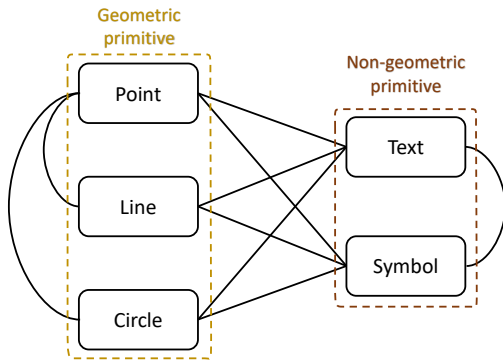 Geometric
primitive
Point
Line
Circle
Non-geometric
primitive
Text
Symbol